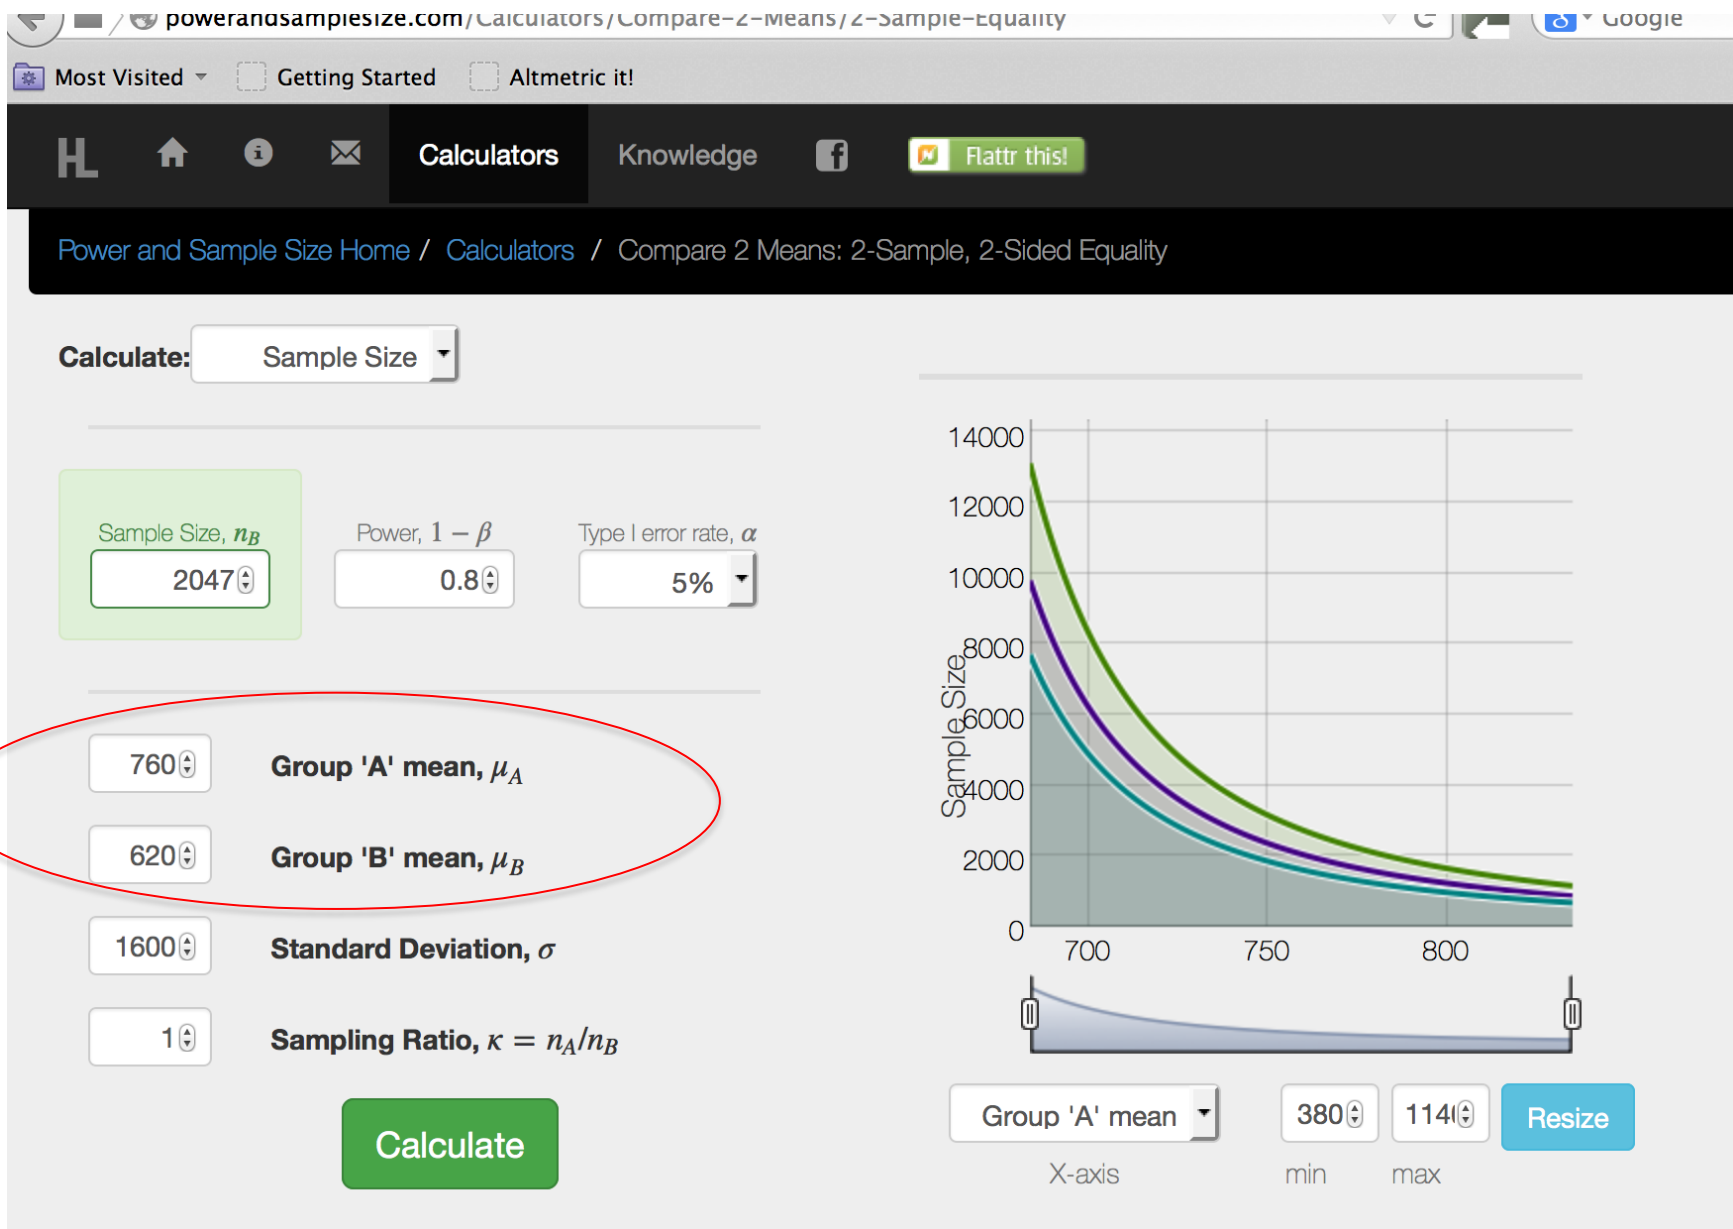 powerandsamplesize.com/Calculators/Compare-2-Means/2-Sample-Equality
Google
Most Visited Getting Started Altmetric it!
HL Calculators Knowledge Flattr this!
Power and Sample Size Home / Calculators / Compare 2 Means: 2-Sample, 2-Sided Equality
Calculate: Sample Size
Sample Size, nB
Power, 1 − β
Type I error rate, α
2047
0.8
5%
760 Group 'A' mean, μA
620 Group 'B' mean, μB
1600 Standard Deviation, σ
1 Sampling Ratio, κ = nA/nB
Calculate
Sample Size
14000
12000
10000
8000
6000
4000
2000
0
700 750 800
Group 'A' mean
380
114
Resize
X-axis
min
max